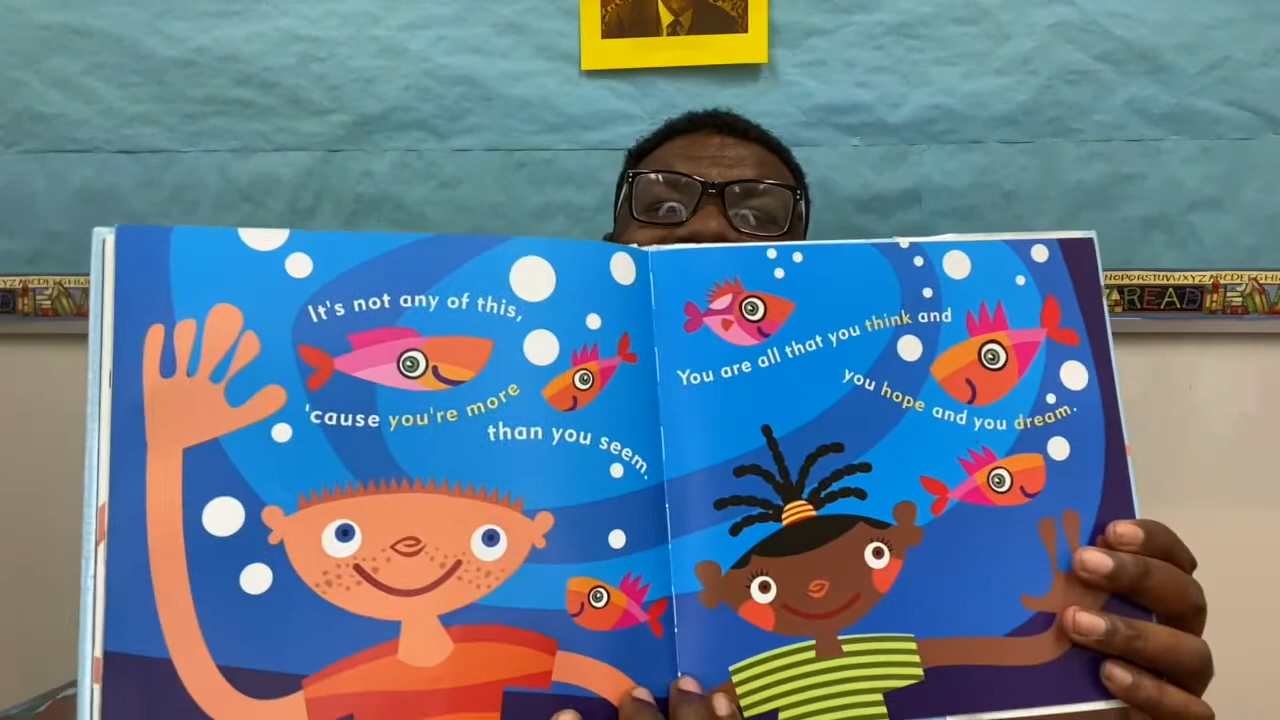 It's not any of this,
'cause you're more
than you seem.
You are all that you think and
you hope and you dream.
READ